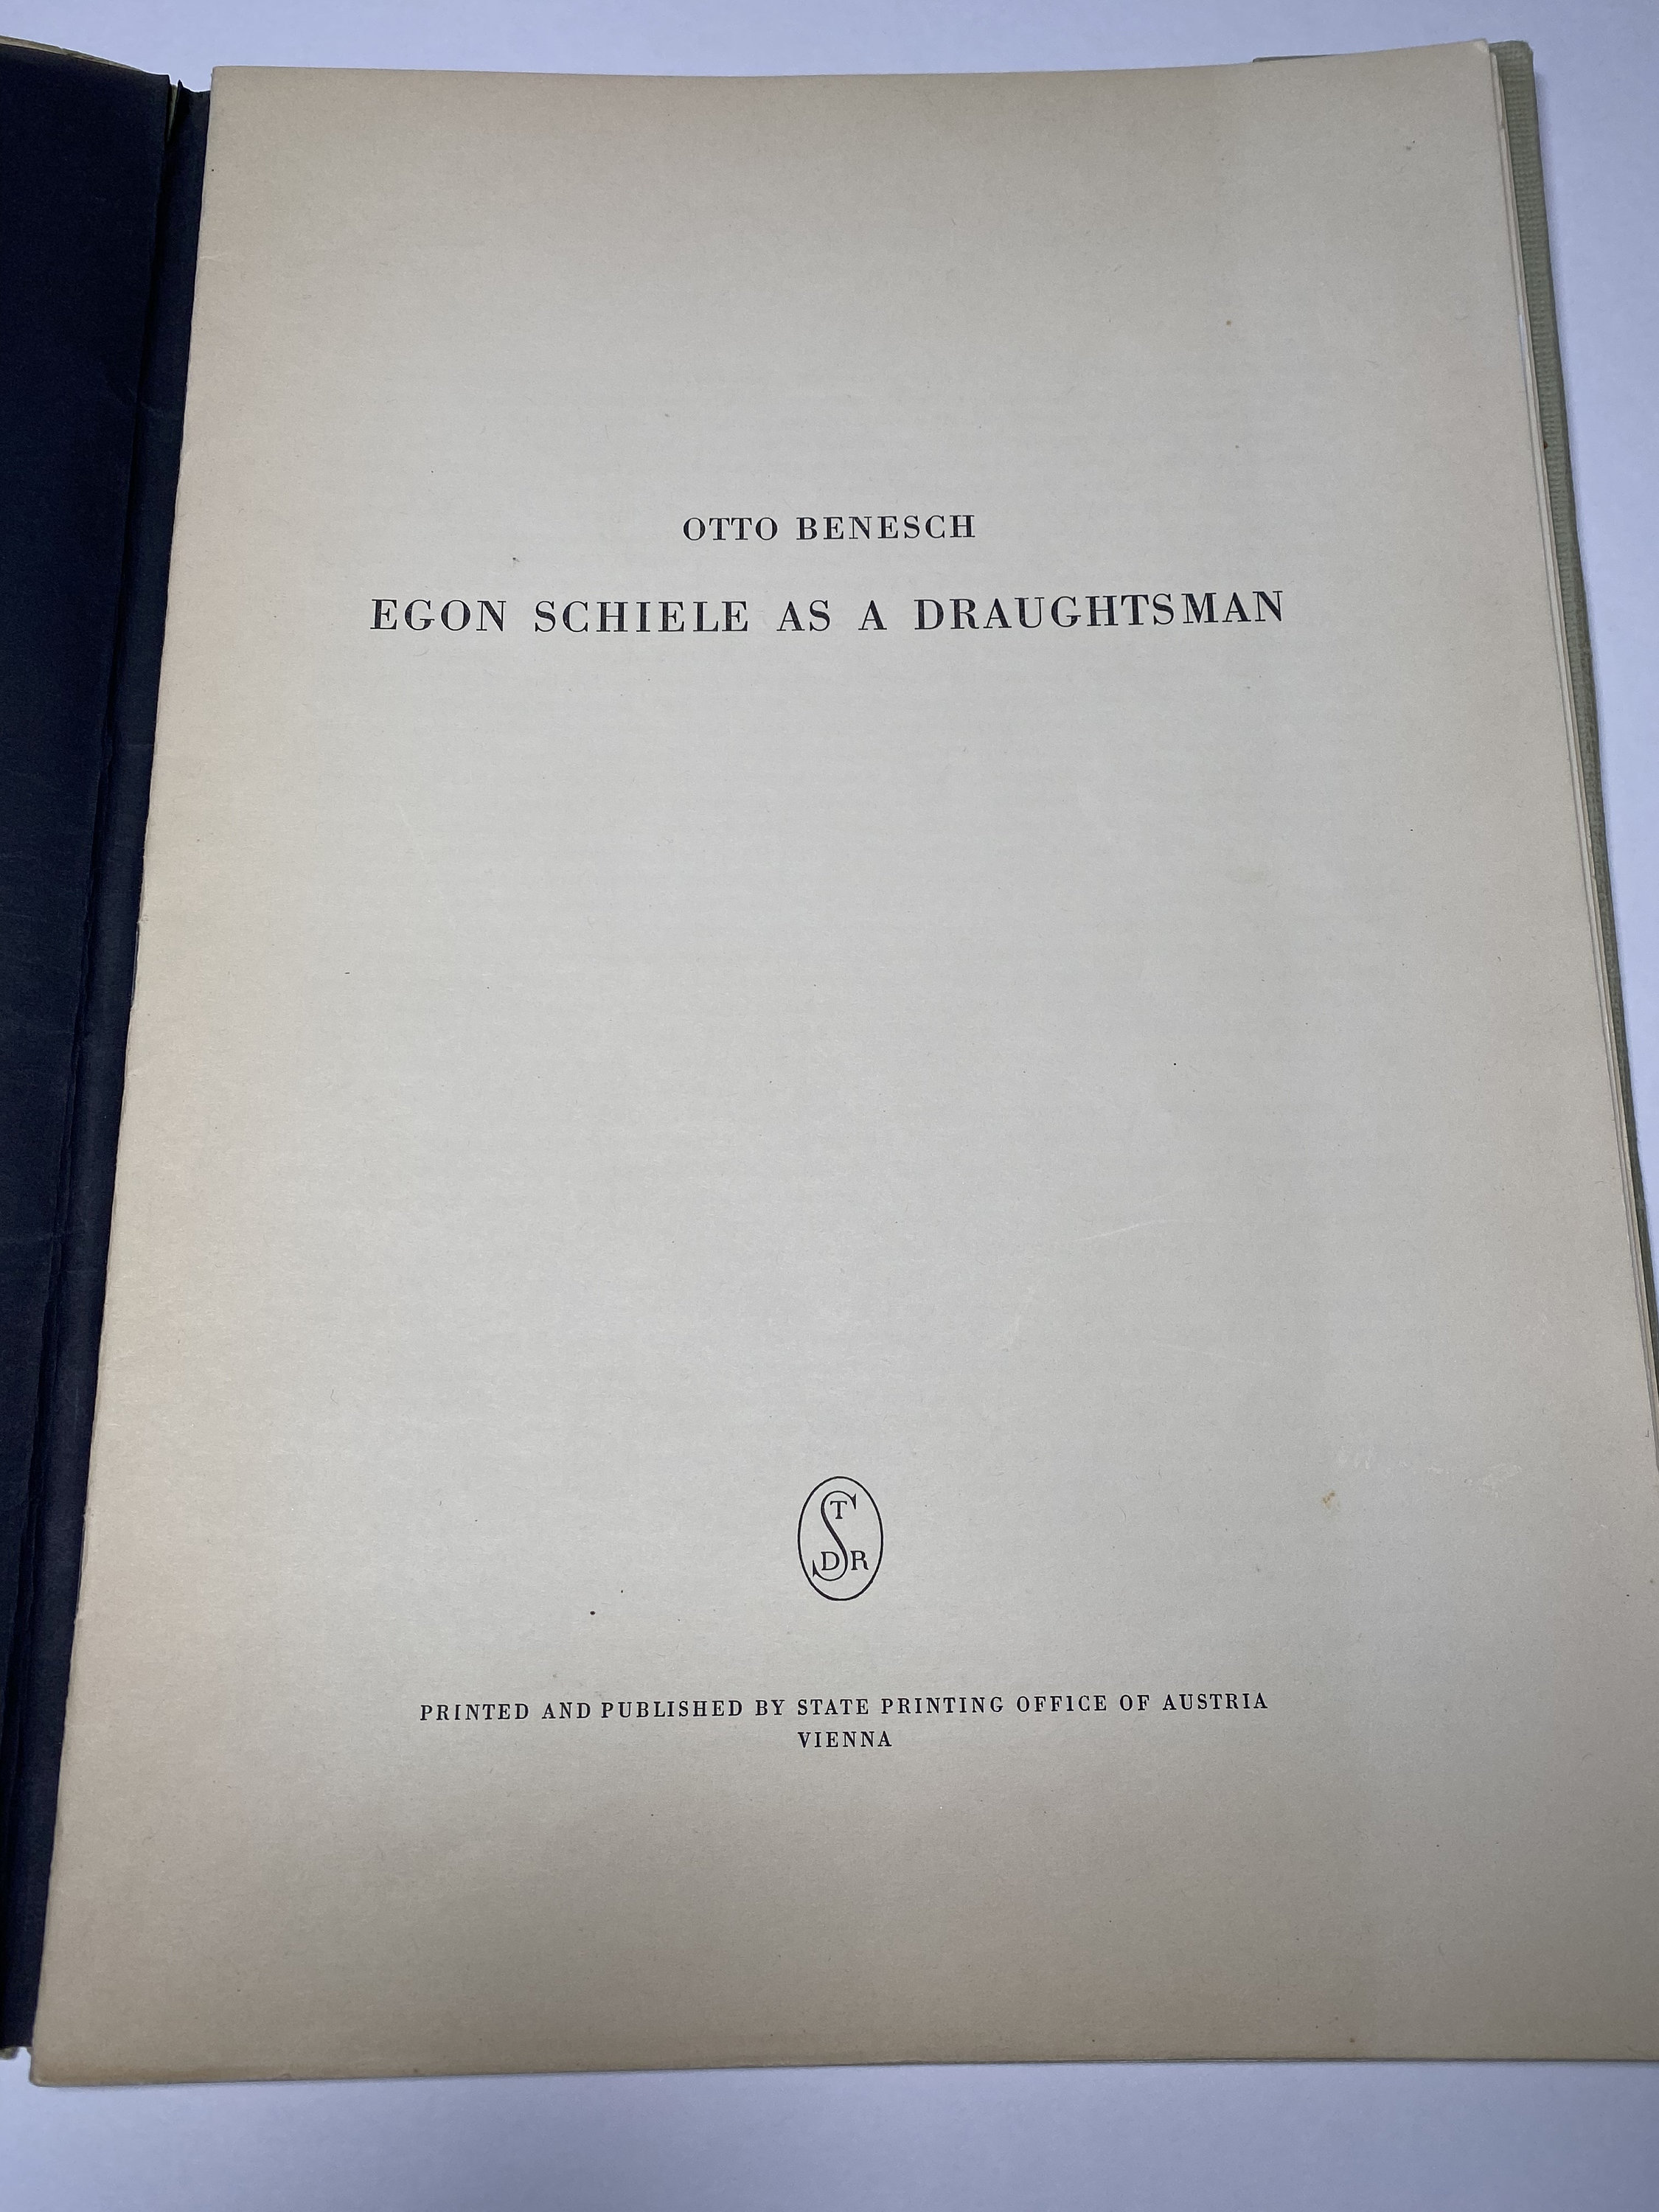 OTTO BENESCH
EGON SCHIELE AS A DRAUGHTSMAN
STDR
PRINTED AND PUBLISHED BY STATE PRINTING OFFICE OF AUSTRIA
VIENNA